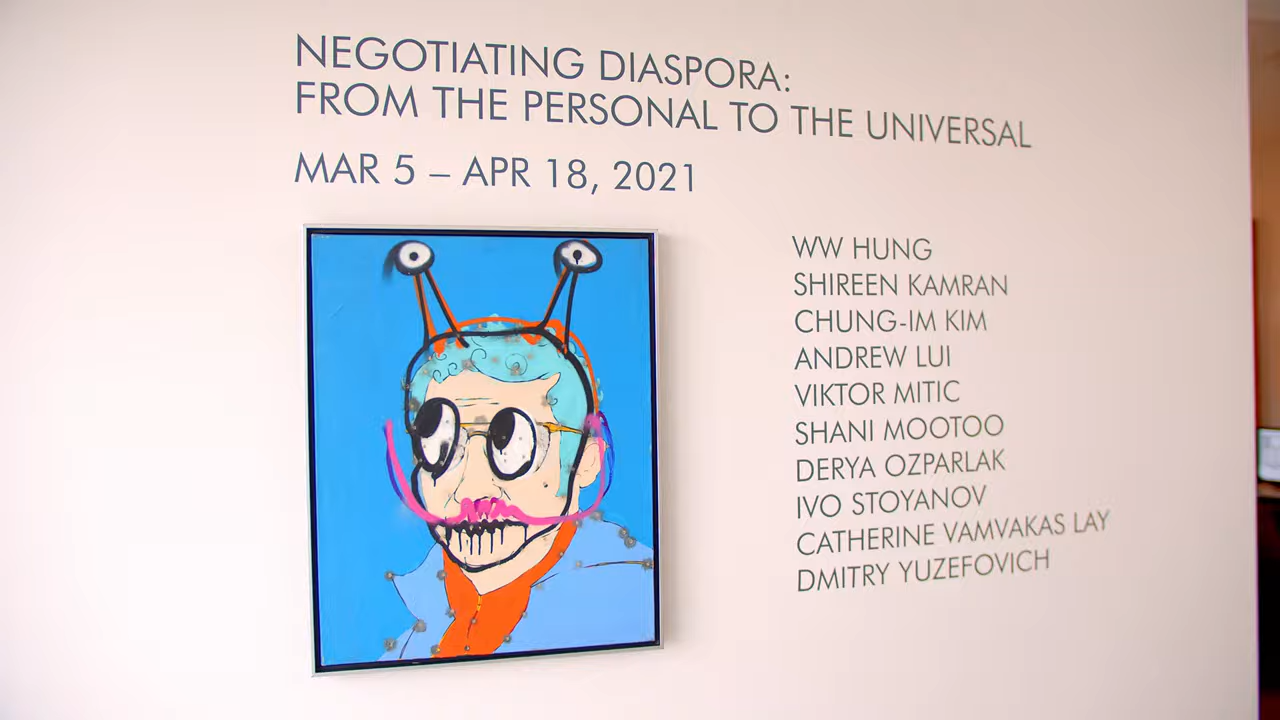 NEGOTIATING DIASPORA:
FROM THE PERSONAL TO THE UNIVERSAL
MAR 5 – APR 18, 2021
WW HUNG
SHIREEN KAMRAN
CHUNG-IM KIM
ANDREW LUI
VIKTOR MITIC
SHANI MOOTOO
DERYA OZPARLAK
IVO STOYANOV
CATHERINE VAMVAKAS LAY
DMITRY YUZEFOVICH